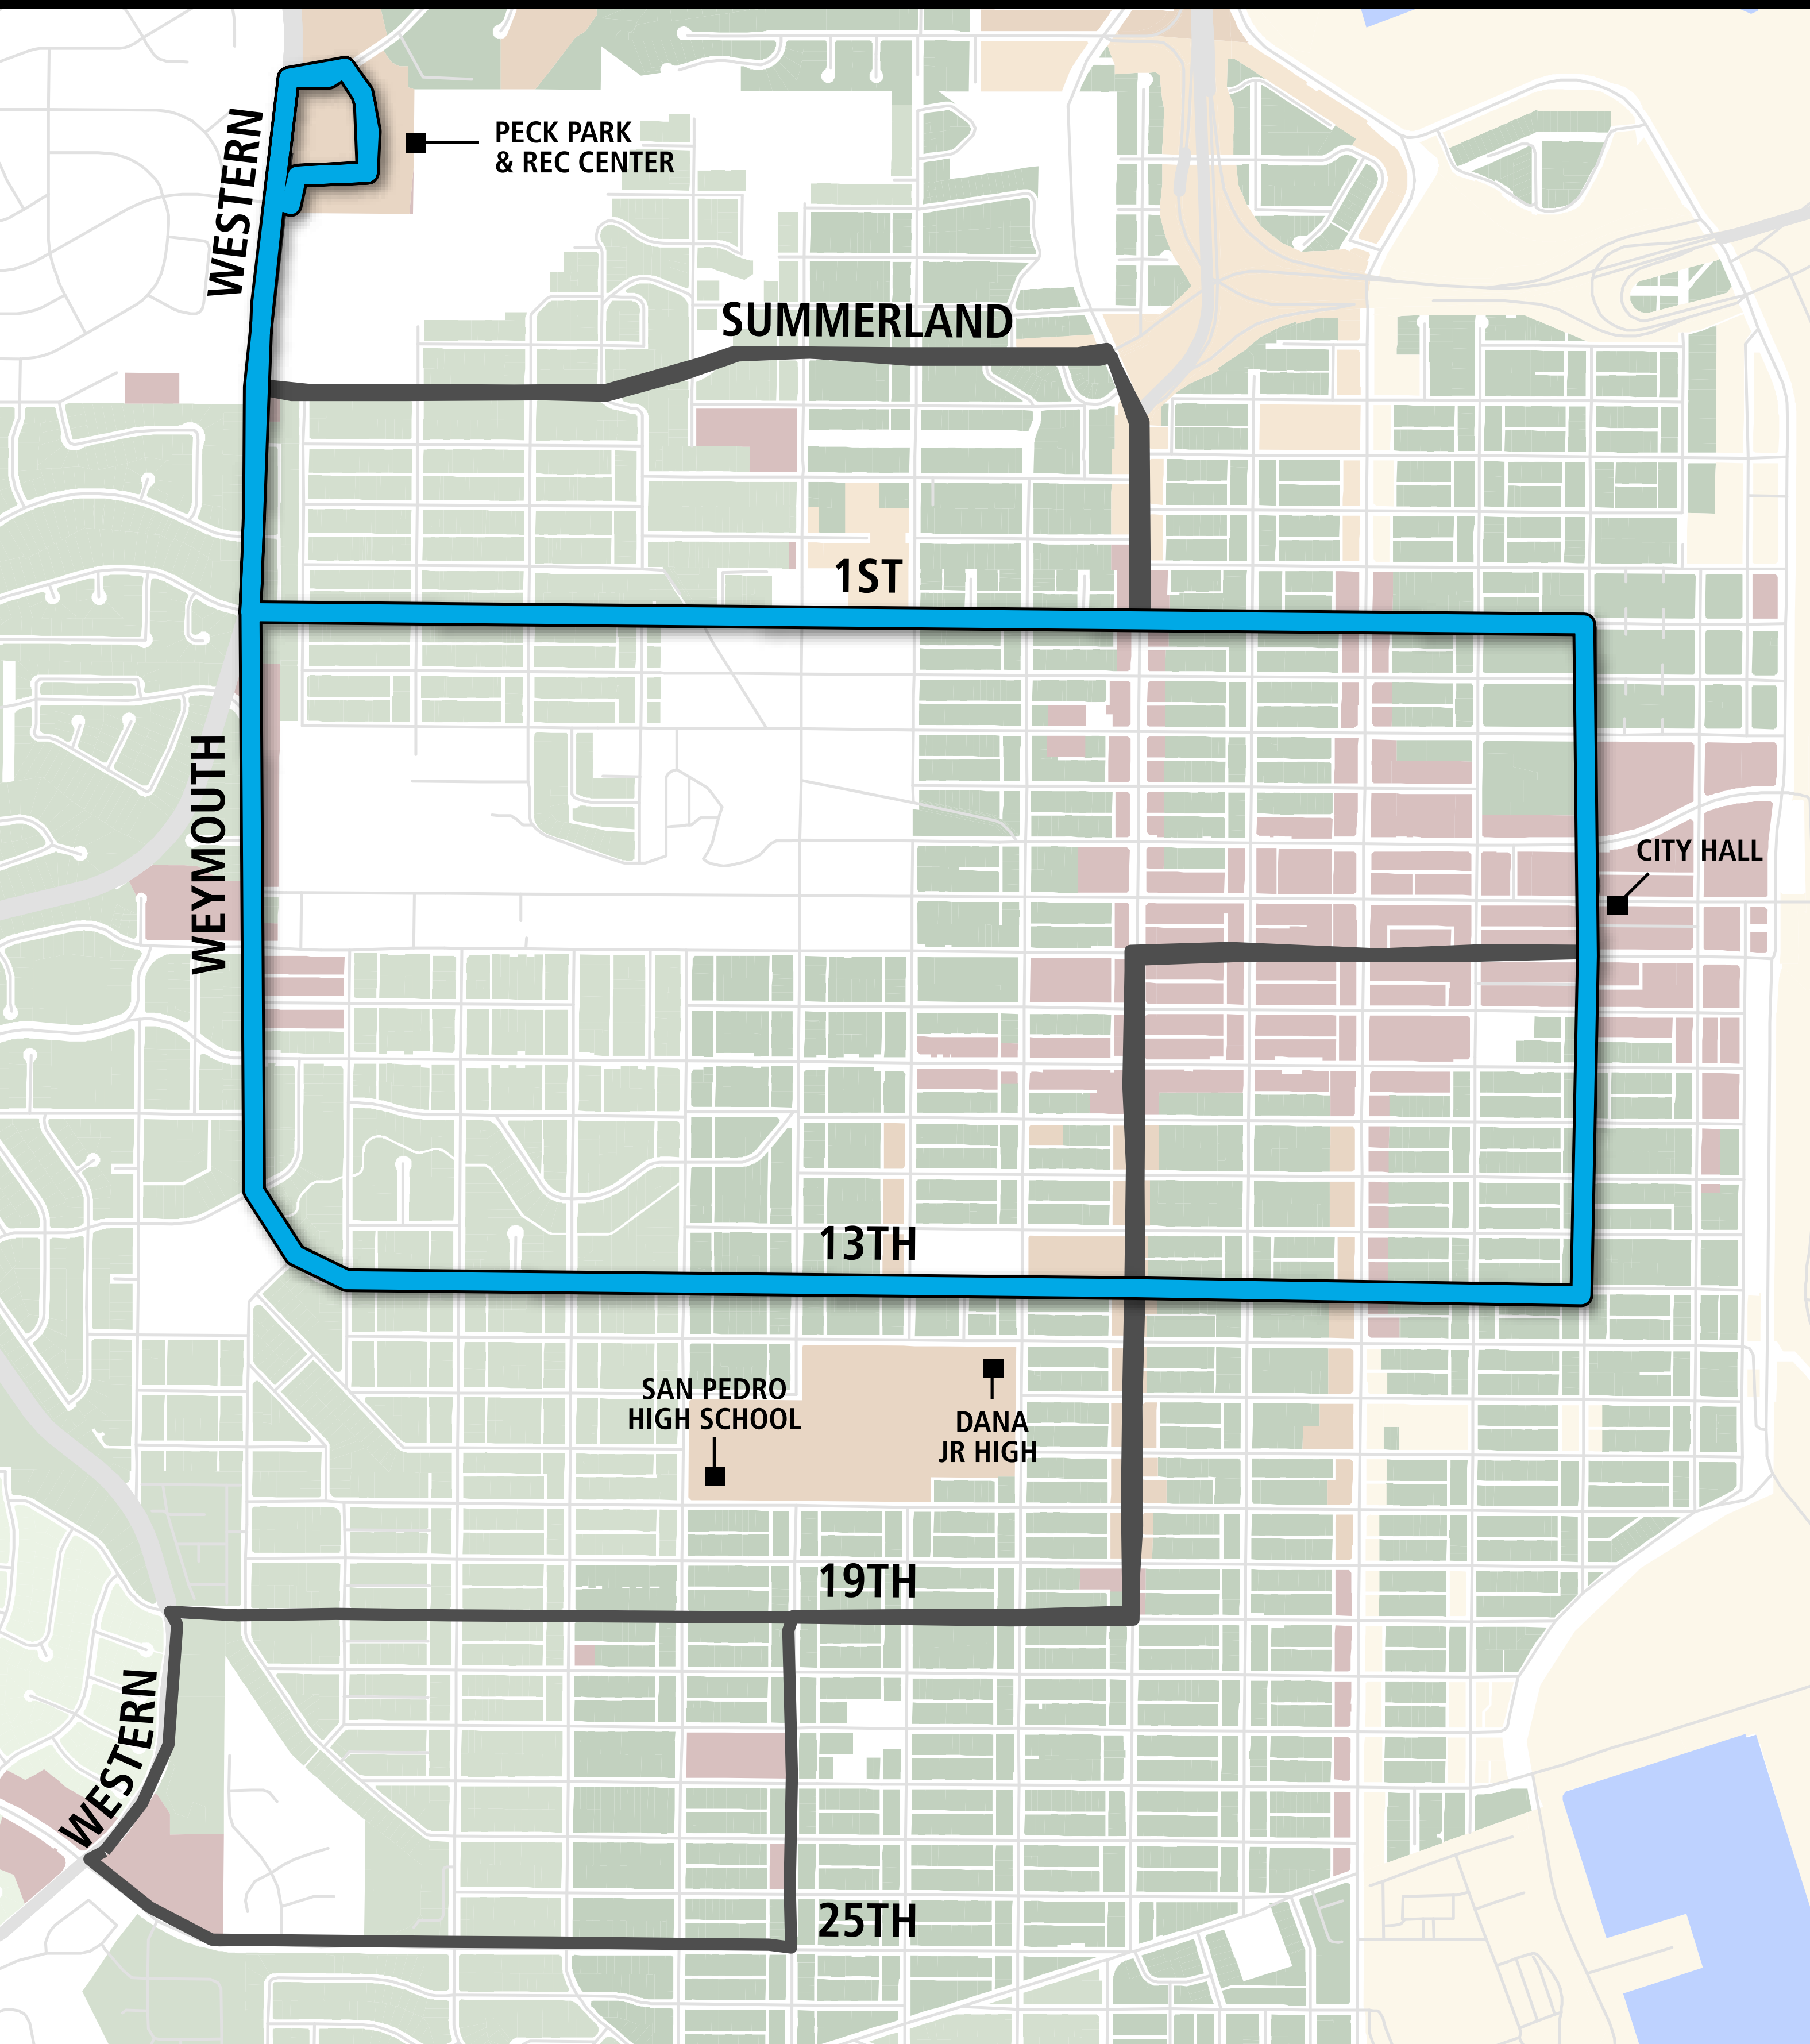 WESTERN
PECK PARK
& REC CENTER
SUMMERLAND
1ST
WEYMOUTH
CITY HALL
13TH
SAN PEDRO
HIGH SCHOOL
DANA
JR HIGH
19TH
WESTERN
25TH